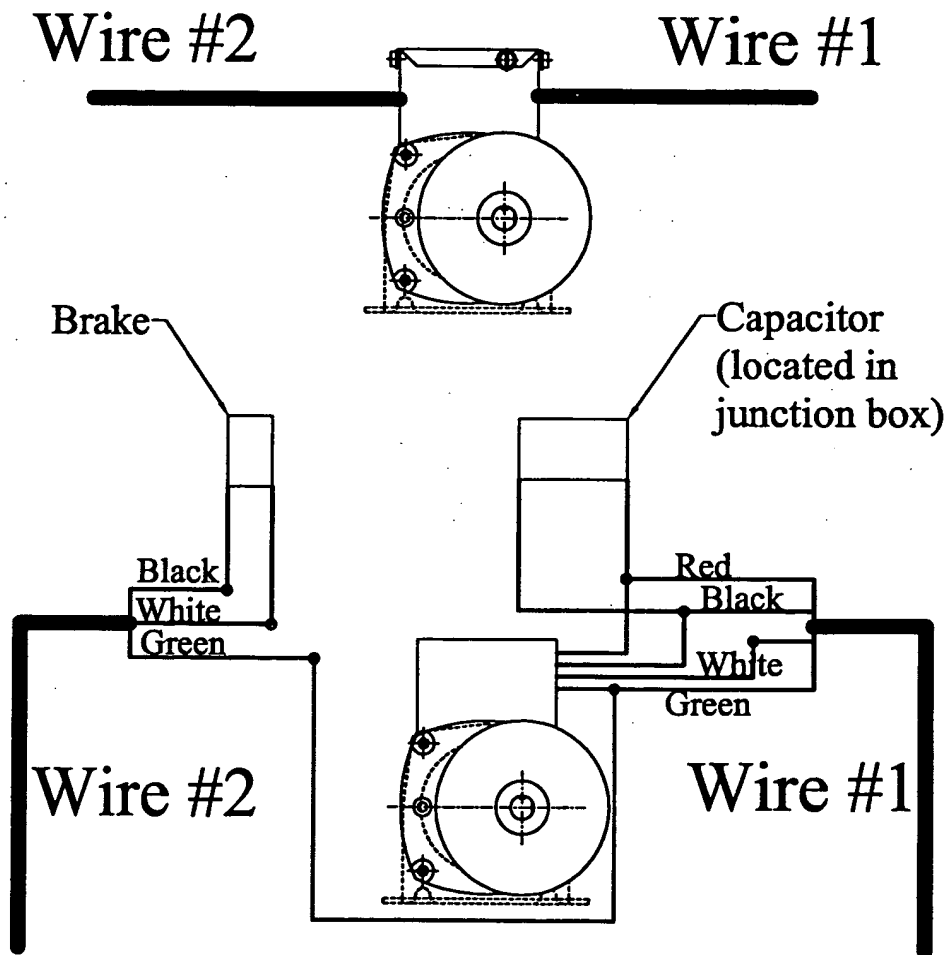 Wire #2
Wire #1
Brake
Capacitor
(located in
junction box)
Black
White
Green
Red
Black
White
Green
Wire #2
Wire #1